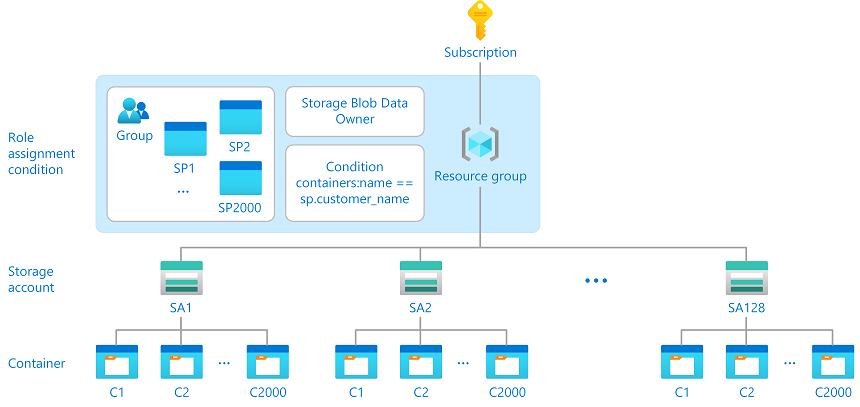 Subscription
Role
assignment
condition
Group
SP1
SP2
...
SP2000
Storage Blob Data
Owner
Condition
containers:name ==
sp.customer_name
Resource group
Storage
account
SA1
SA2
...
SA128
Container
C1
C2
...
C2000
C1
C2
...
C2000
C1
C2
...
C2000